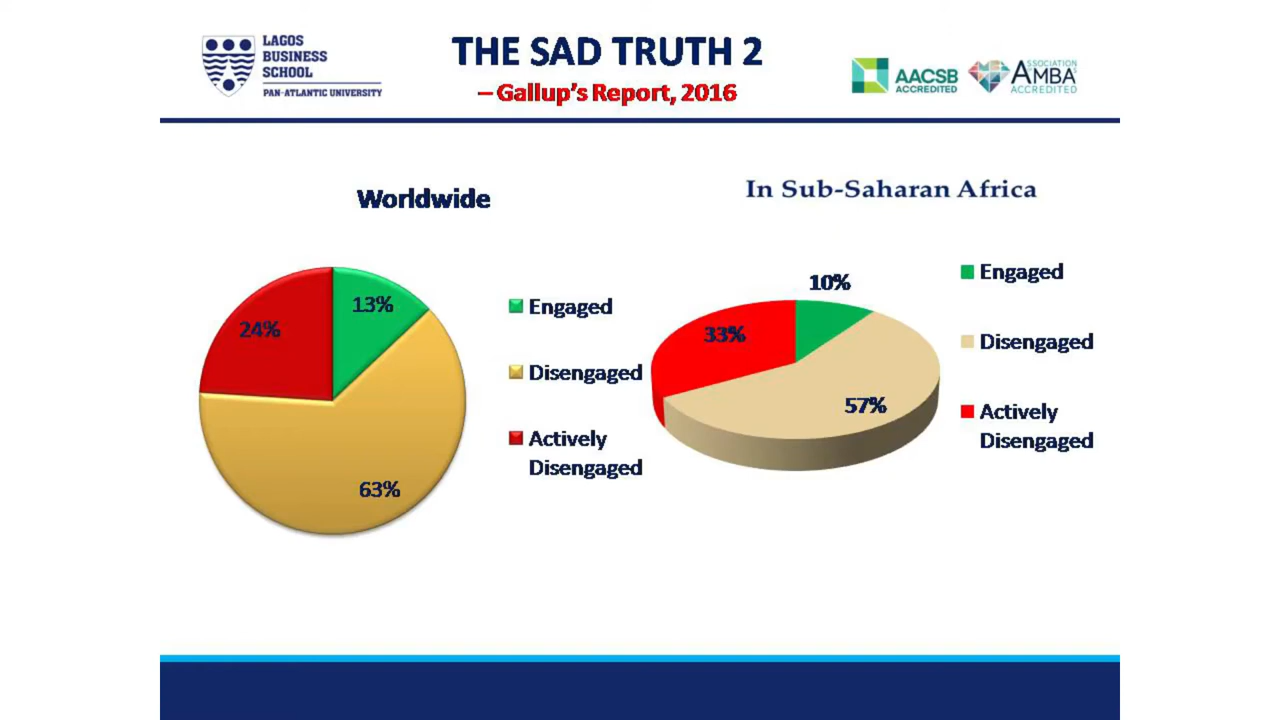 LAGOS
BUSINESS
SCHOOL
PAN-ATLANTIC UNIVERSITY
THE SAD TRUTH 2
– Gallup's Report, 2016
AACSB
ACCREDITED
ASSOCIATION
AMBA
ACCREDITED
Worldwide
13%
24%
63%
Engaged
Disengaged
Actively
Disengaged
In Sub-Saharan Africa
10%
33%
57%
Engaged
Disengaged
Actively
Disengaged